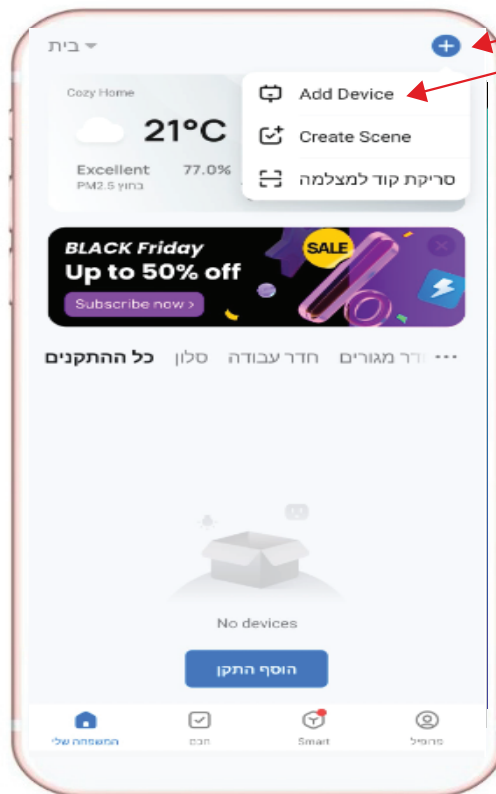 בית
Cozy Home
21°C
Excellent 77.0%
PM2.5 בחוץ
Add Device
Create Scene
סריקת קוד למצלמה
BLACK Friday
Up to 50% off
SALE
Subscribe now >
כל ההתקנים סלון חדר עבודה דר מגורים
No devices
הוסף התקן
המשפחה שלי חכם Smart פרופיל